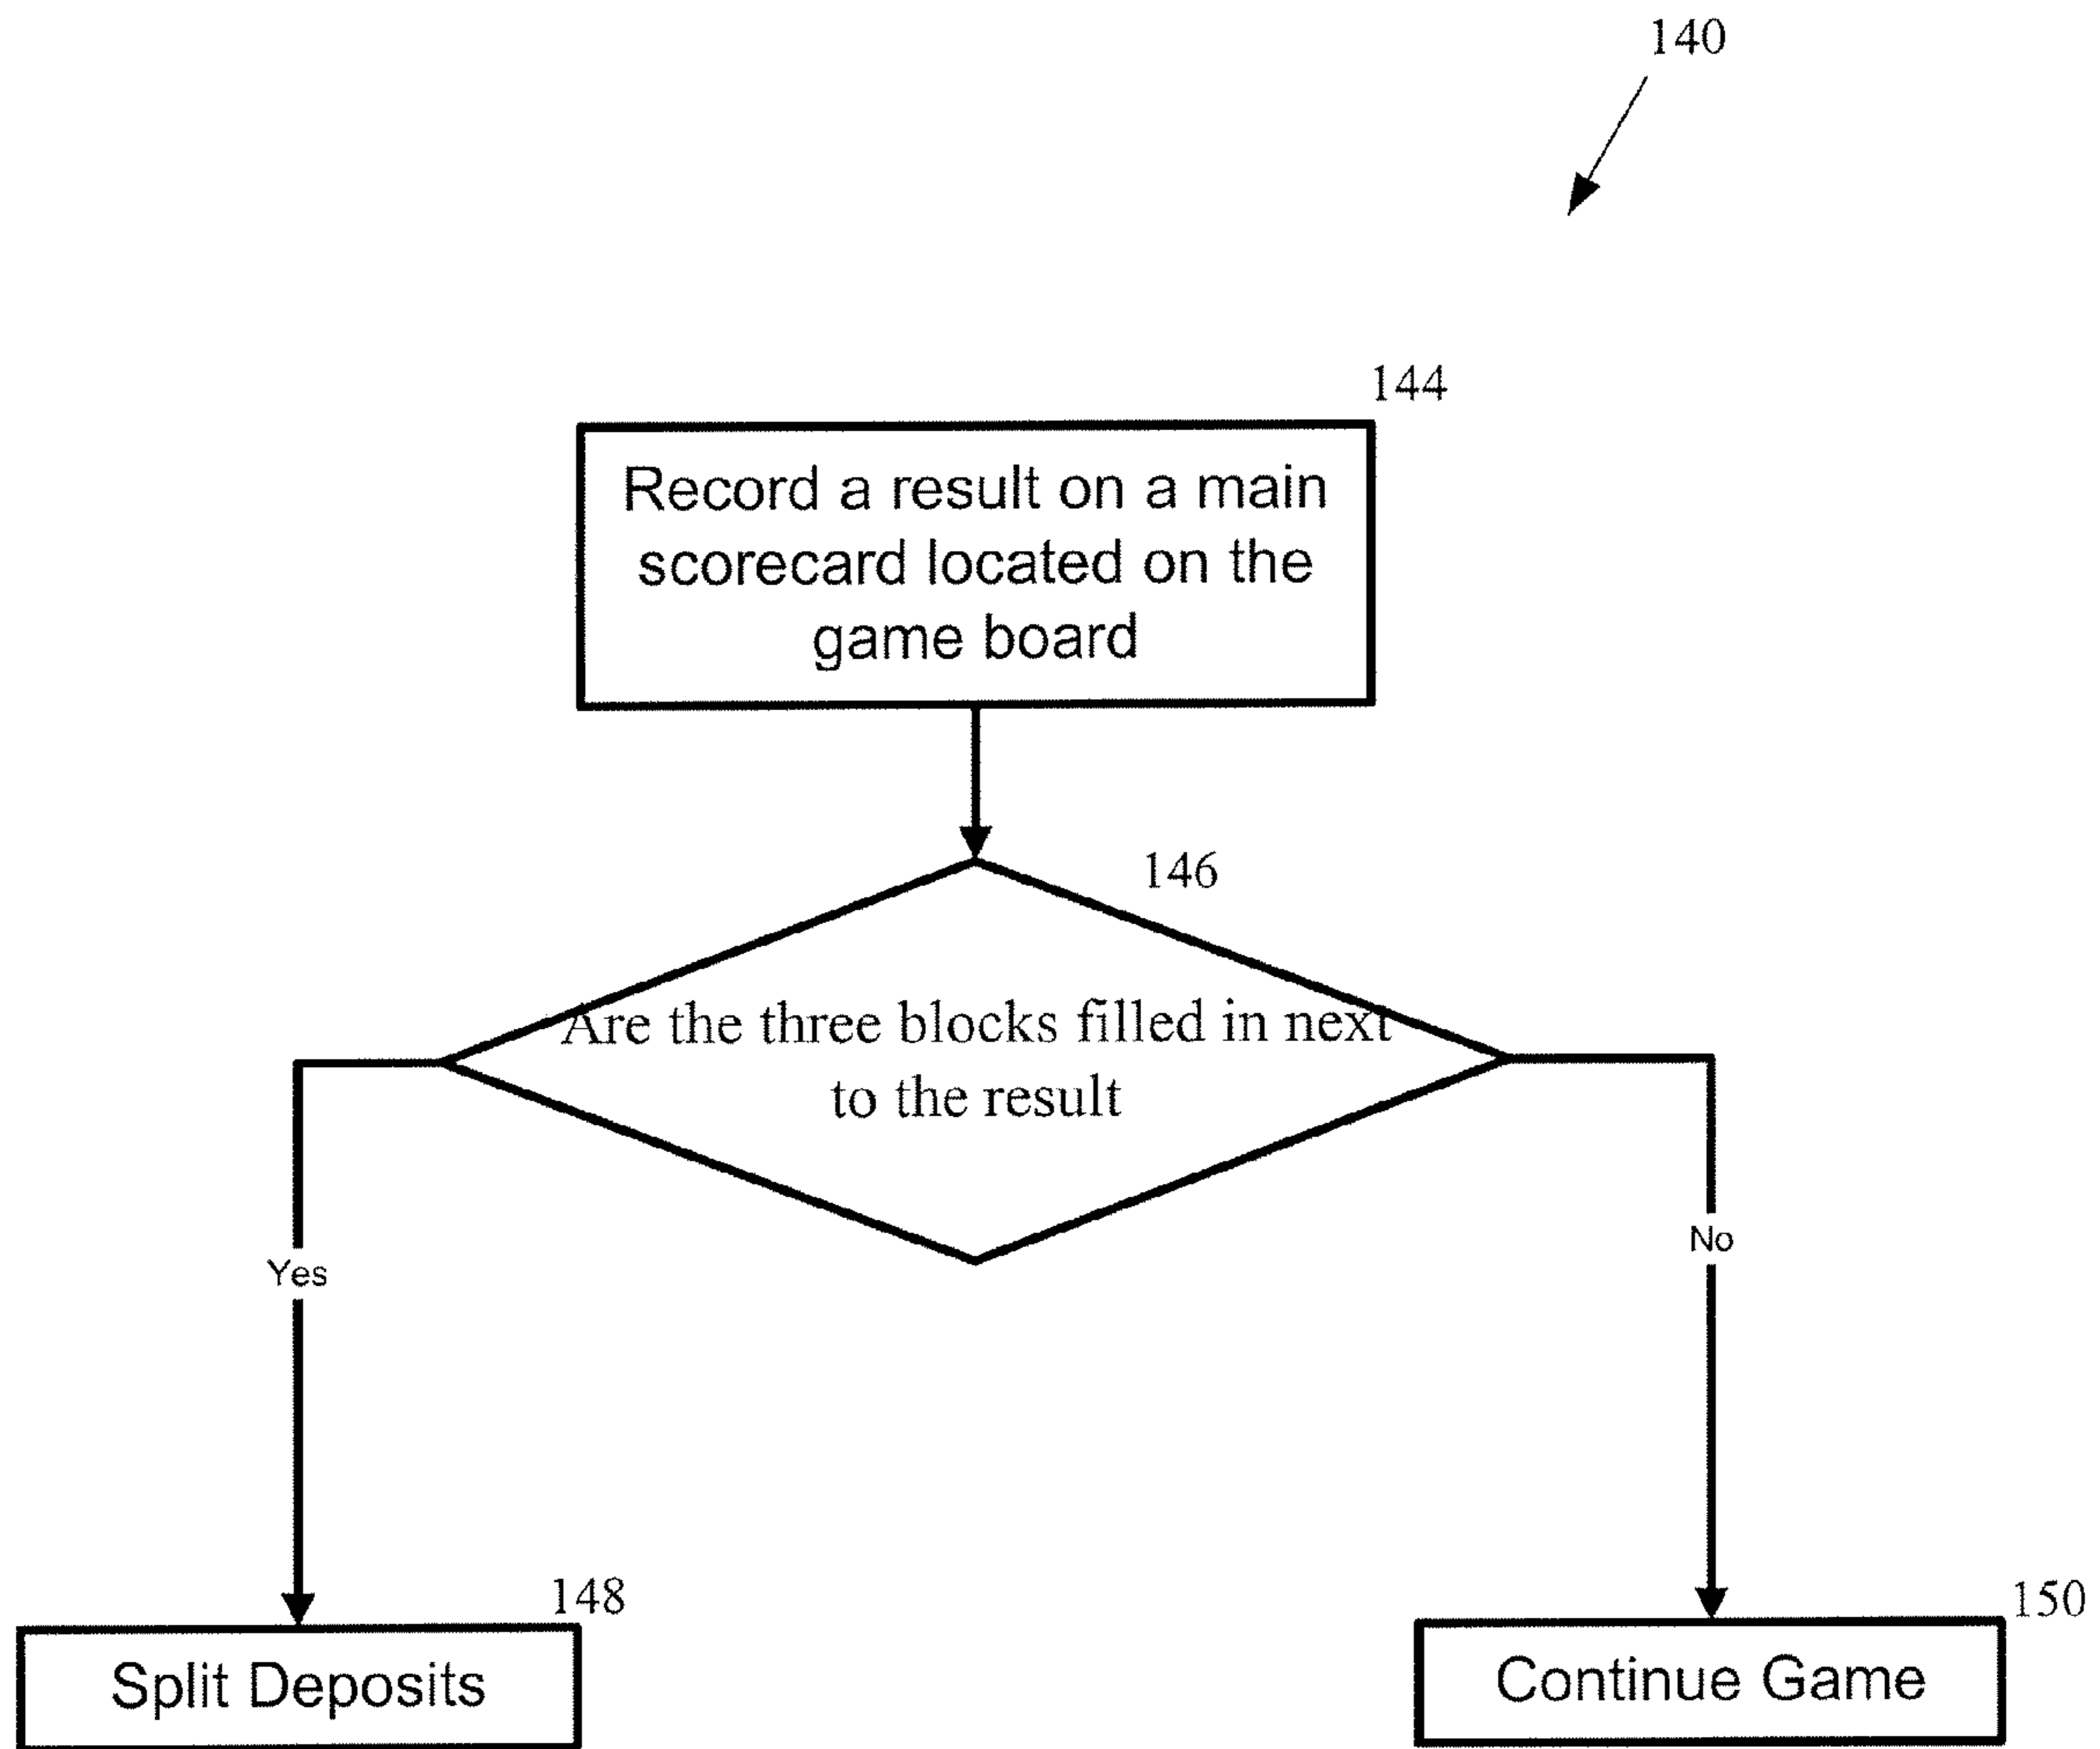 140
144
Record a result on a main
scorecard located on the
game board
146
Are the three blocks filled in next
to the result
Yes
No
148
Split Deposits
150
Continue Game